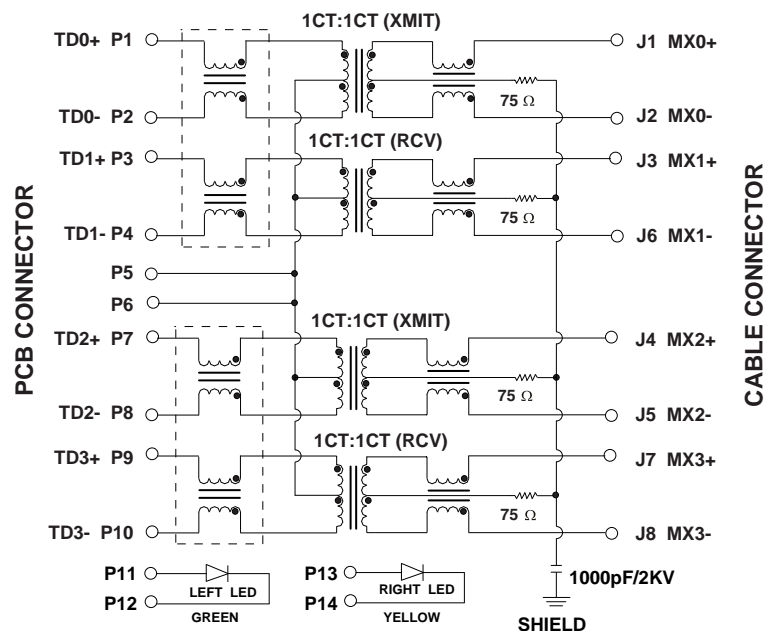 1CT:1CT (XMIT)
TD0+ P1
J1 MX0+
75 Ω
TD0- P2
J2 MX0-
1CT:1CT (RCV)
TD1+ P3
J3 MX1+
75 Ω
TD1- P4
J6 MX1-
P5
P6
PCB CONNECTOR
CABLE CONNECTOR
1CT:1CT (XMIT)
TD2+ P7
J4 MX2+
75 Ω
TD2- P8
J5 MX2-
1CT:1CT (RCV)
TD3+ P9
J7 MX3+
75 Ω
TD3- P10
J8 MX3-
P11
LEFT LED
P12
GREEN
P13
RIGHT LED
P14
YELLOW
1000pF/2KV
SHIELD